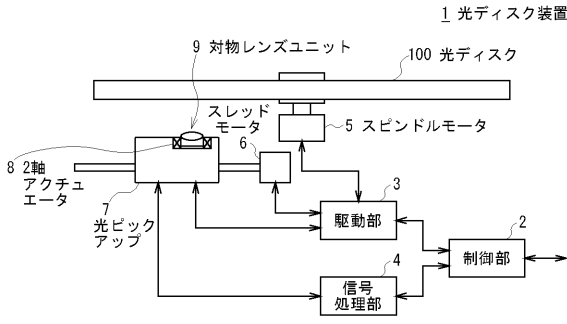 1 光ディスク装置
9 対物レンズユニット
100 光ディスク
スレッド
モータ
5 スピンドルモータ
6
8 2軸
アクチュ
エータ
7
光ピック
アップ
3
駆動部
2
制御部
4
信号
処理部